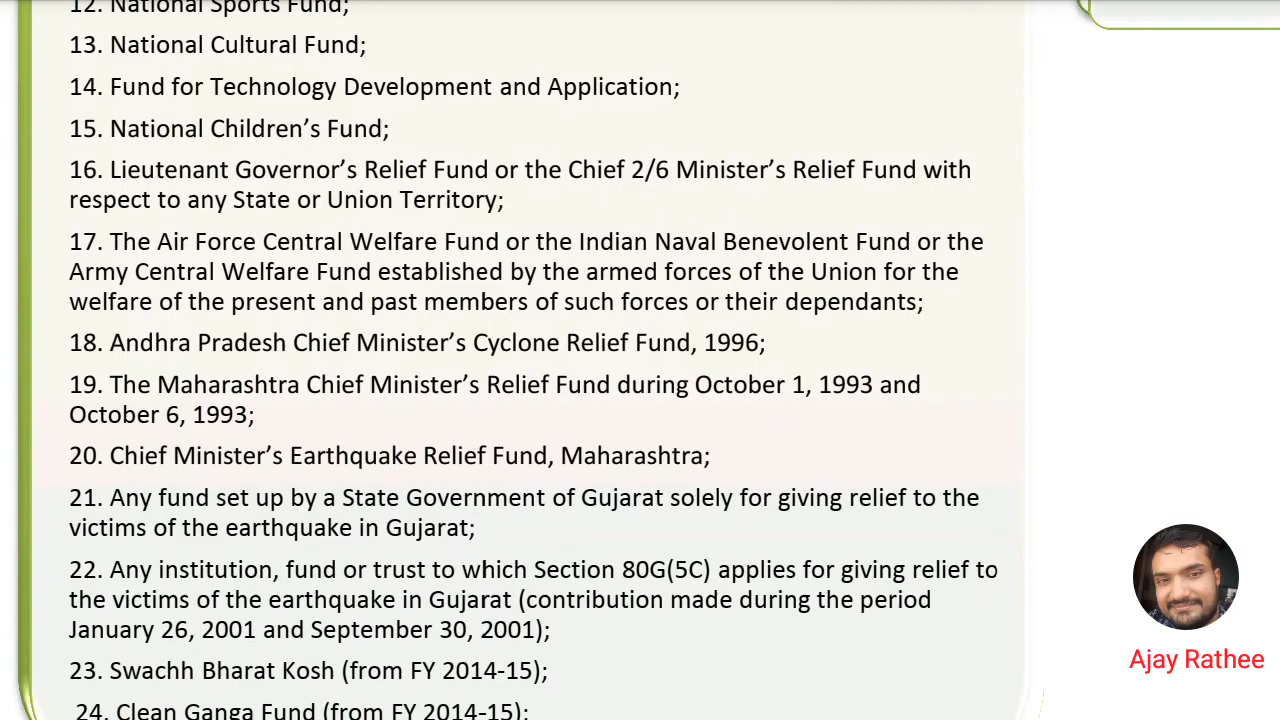 12. National Sports Fund;
13. National Cultural Fund;
14. Fund for Technology Development and Application;
15. National Children’s Fund;
16. Lieutenant Governor’s Relief Fund or the Chief 2/6 Minister’s Relief Fund with
respect to any State or Union Territory;
17. The Air Force Central Welfare Fund or the Indian Naval Benevolent Fund or the
Army Central Welfare Fund established by the armed forces of the Union for the
welfare of the present and past members of such forces or their dependants;
18. Andhra Pradesh Chief Minister’s Cyclone Relief Fund, 1996;
19. The Maharashtra Chief Minister’s Relief Fund during October 1, 1993 and
October 6, 1993;
20. Chief Minister’s Earthquake Relief Fund, Maharashtra;
21. Any fund set up by a State Government of Gujarat solely for giving relief to the
victims of the earthquake in Gujarat;
22. Any institution, fund or trust to which Section 80G(5C) applies for giving relief to
the victims of the earthquake in Gujarat (contribution made during the period
January 26, 2001 and September 30, 2001);
23. Swachh Bharat Kosh (from FY 2014-15);
24. Clean Ganga Fund (from FY 2014-15);
Ajay Rathee